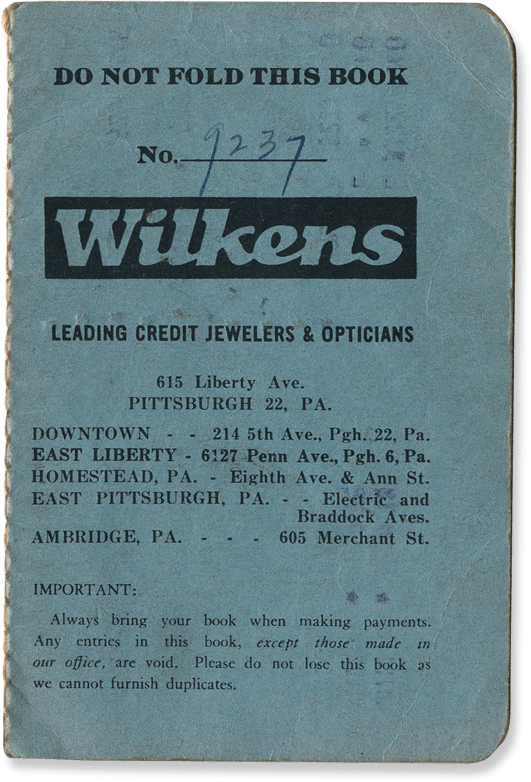 DO NOT FOLD THIS BOOK
No. 9237
Wilkens
LEADING CREDIT JEWELERS & OPTICIANS
615 Liberty Ave.
PITTSBURGH 22, PA.
DOWNTOWN - - 214 5th Ave., Pgh. 22, Pa.
EAST LIBERTY - 6127 Penn Ave., Pgh. 6, Pa.
HOMESTEAD, PA. - Eighth Ave. & Ann St.
EAST PITTSBURGH, PA. - - Electric and
Braddock Aves.
AMBRIDGE, PA. - - - 605 Merchant St.
IMPORTANT:
Always bring your book when making payments.
Any entries in this book, except those made in
our office, are void. Please do not lose this book as
we cannot furnish duplicates.